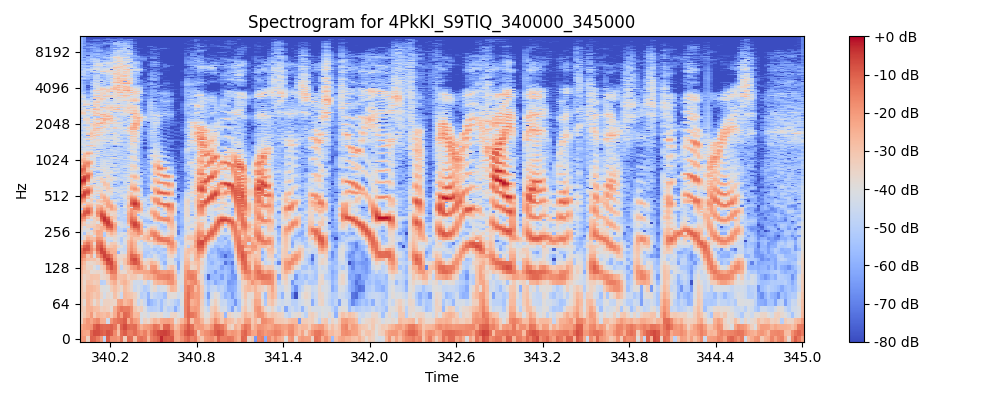 Spectrogram for 4PkKI_S9TIQ_340000_345000
Hz
8192
4096
2048
1024
512
256
128
64
0
340.2 340.8 341.4 342.0 342.6 343.2 343.8 344.4 345.0
Time
+0 dB
-10 dB
-20 dB
-30 dB
-40 dB
-50 dB
-60 dB
-70 dB
-80 dB